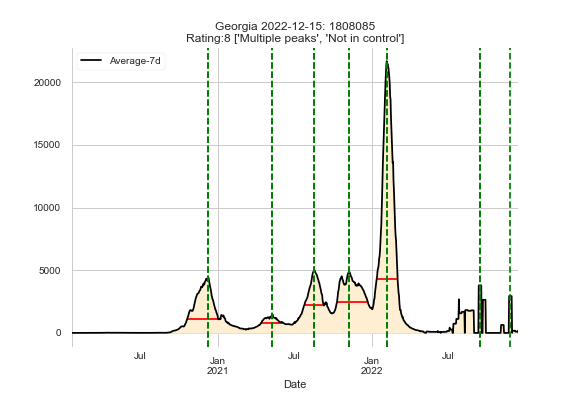 Georgia 2022-12-15: 1808085
Rating:8 ['Multiple peaks', 'Not in control']
Average-7d
20000
15000
10000
5000
0
Jul
Jan
2021
Jul
Jan
2022
Jul
Date